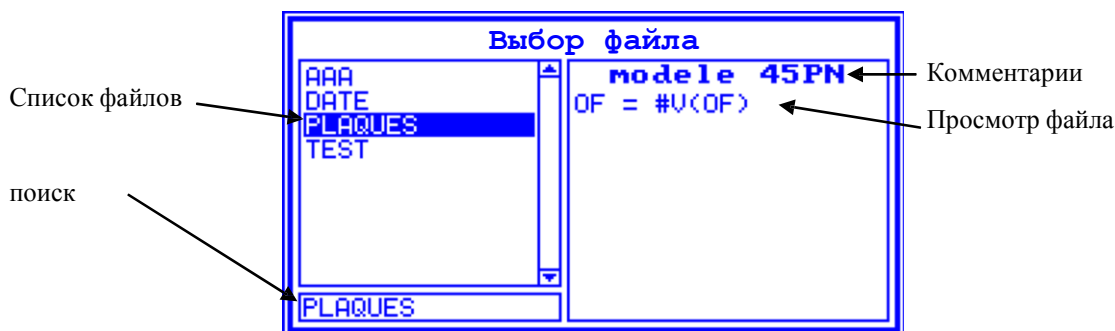 Выбор файла
AAA
DATE
PLAQUES
TEST
PLAQUES
modele 45PN
OF = #V(OF)
Список файлов
поиск
Комментарии
Просмотр файла